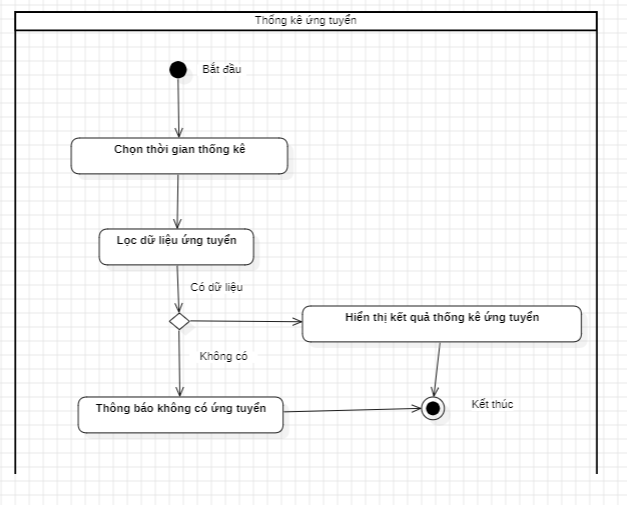 Thống kê ứng tuyển
Bắt đầu
Chọn thời gian thống kê
Lọc dữ liệu ứng tuyển
Có dữ liệu
Hiển thị kết quả thống kê ứng tuyển
Không có
Thông báo không có ứng tuyển
Kết thúc